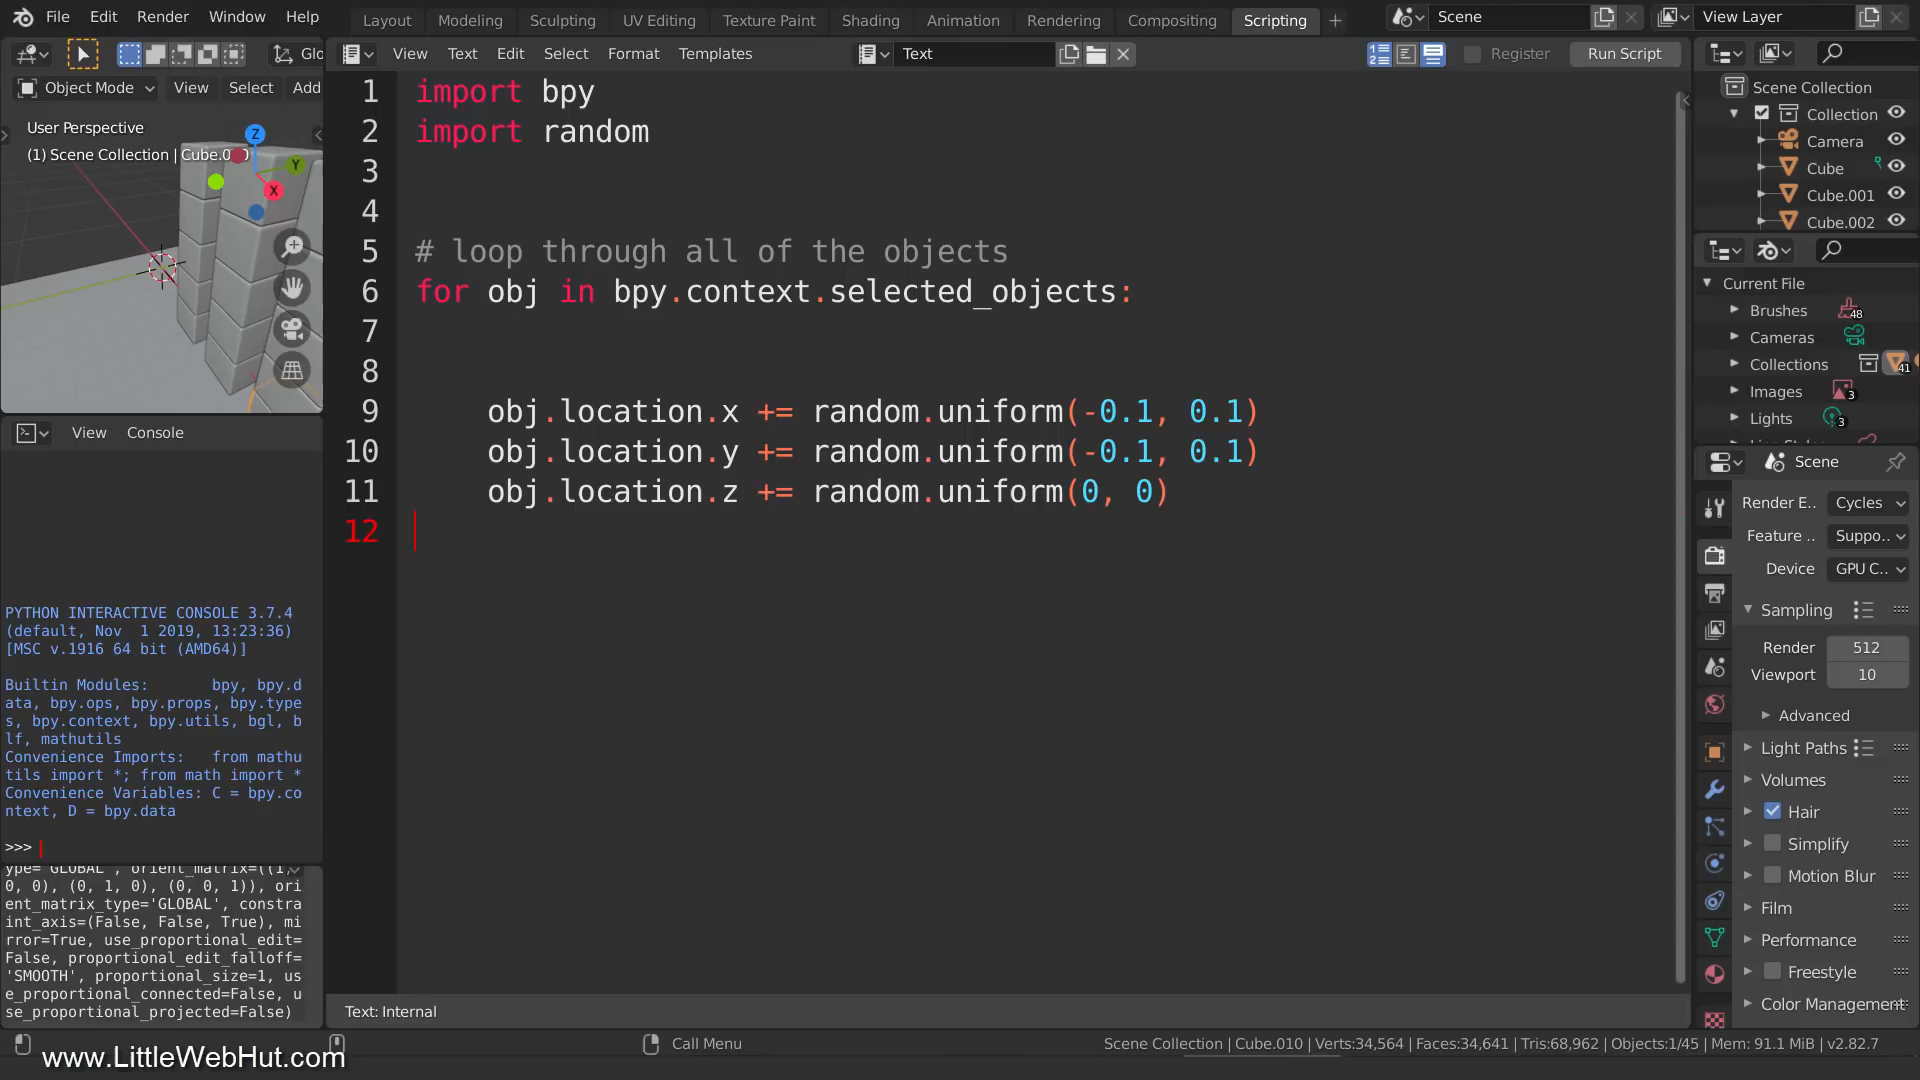 File Edit Render Window Help
Layout Modeling Sculpting UV Editing Texture Paint Shading Animation Rendering Compositing Scripting +
Scene
View Layer
Glo
View Text Edit Select Format Templates
Text
Register
Run Script
Object Mode
View Select Add
User Perspective
(1) Scene Collection | Cube.0
Z
Y
X
1 import bpy
2 import random
3
4
5 # loop through all of the objects
6 for obj in bpy.context.selected_objects:
7
8
9 obj.location.x += random.uniform(-0.1, 0.1)
10 obj.location.y += random.uniform(-0.1, 0.1)
11 obj.location.z += random.uniform(0, 0)
12
View Console
PYTHON INTERACTIVE CONSOLE 3.7.4
(default, Nov  1 2019, 13:23:36)
[MSC v.1916 64 bit (AMD64)]
Builtin Modules:       bpy, bpy.d
ata, bpy.ops, bpy.props, bpy.type
s, bpy.context, bpy.utils, bgl, b
lf, mathutils
Convenience Imports:   from mathu
tils import *; from math import *
Convenience Variables: C = bpy.co
ntext, D = bpy.data
>>>
ype='GLOBAL', orient_matrix=((1,
0, 0), (0, 1, 0), (0, 0, 1)), ori
ent_matrix_type='GLOBAL', constra
int_axis=(False, False, True), mi
rror=True, use_proportional_edit=
False, proportional_edit_falloff=
'SMOOTH', proportional_size=1, us
e_proportional_connected=False, u
se_proportional_projected=False)
Text: Internal
Scene Collection
Collection
Camera
Cube
Cube.001
Cube.002
Current File
Brushes 48
Cameras
Collections 41
Images 3
Lights 3
Scene
Render E.. Cycles
Feature .. Suppo..
Device GPU C..
Sampling
Render 512
Viewport 10
Advanced
Light Paths
Volumes
Hair
Simplify
Motion Blur
Film
Performance
Freestyle
Color Management
Call Menu
Scene Collection | Cube.010 | Verts:34,564 | Faces:34,641 | Tris:68,962 | Objects:1/45 | Mem: 91.1 MiB | v2.82.7
www.LittleWebHut.com